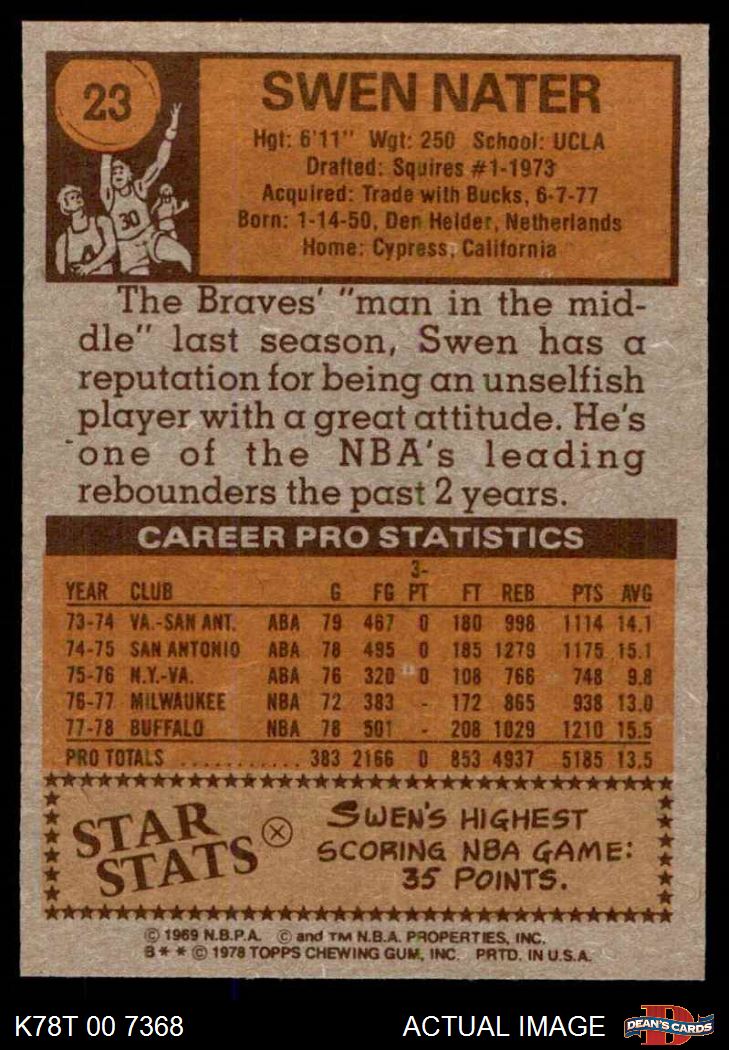 23
SWEN NATER
Hgt: 6'11" Wgt: 250 School: UCLA
Drafted: Squires #1-1973
Acquired: Trade with Bucks, 6-7-77
Born: 1-14-50, Den Helder, Netherlands
Home: Cypress, California
30
The Braves' "man in the mid-
dle" last season, Swen has a
reputation for being an unselfish
player with a great attitude. He's
one of the NBA's leading
rebounders the past 2 years.
CAREER PRO STATISTICS
YEAR CLUB G FG 3-PT FT REB PTS AVG
73-74 VA.-SAN ANT. ABA 79 467 0 180 998 1114 14.1
74-75 SAN ANTONIO ABA 78 495 0 185 1279 1175 15.1
75-76 N.Y.-VA. ABA 76 320 0 108 766 748 9.8
76-77 MILWAUKEE NBA 72 383 - 172 865 938 13.0
77-78 BUFFALO NBA 78 501 - 208 1029 1210 15.5
PRO TOTALS ........... 383 2166 0 853 4937 5185 13.5
STAR STATS
SWEN'S HIGHEST
SCORING NBA GAME:
35 POINTS.
© 1969 N.B.P.A. © and TM N.B.A. PROPERTIES, INC.
B * * © 1978 TOPPS CHEWING GUM, INC. PRTD. IN U.S.A.
K78T 00 7368 ACTUAL IMAGE DEAN'S CARDS